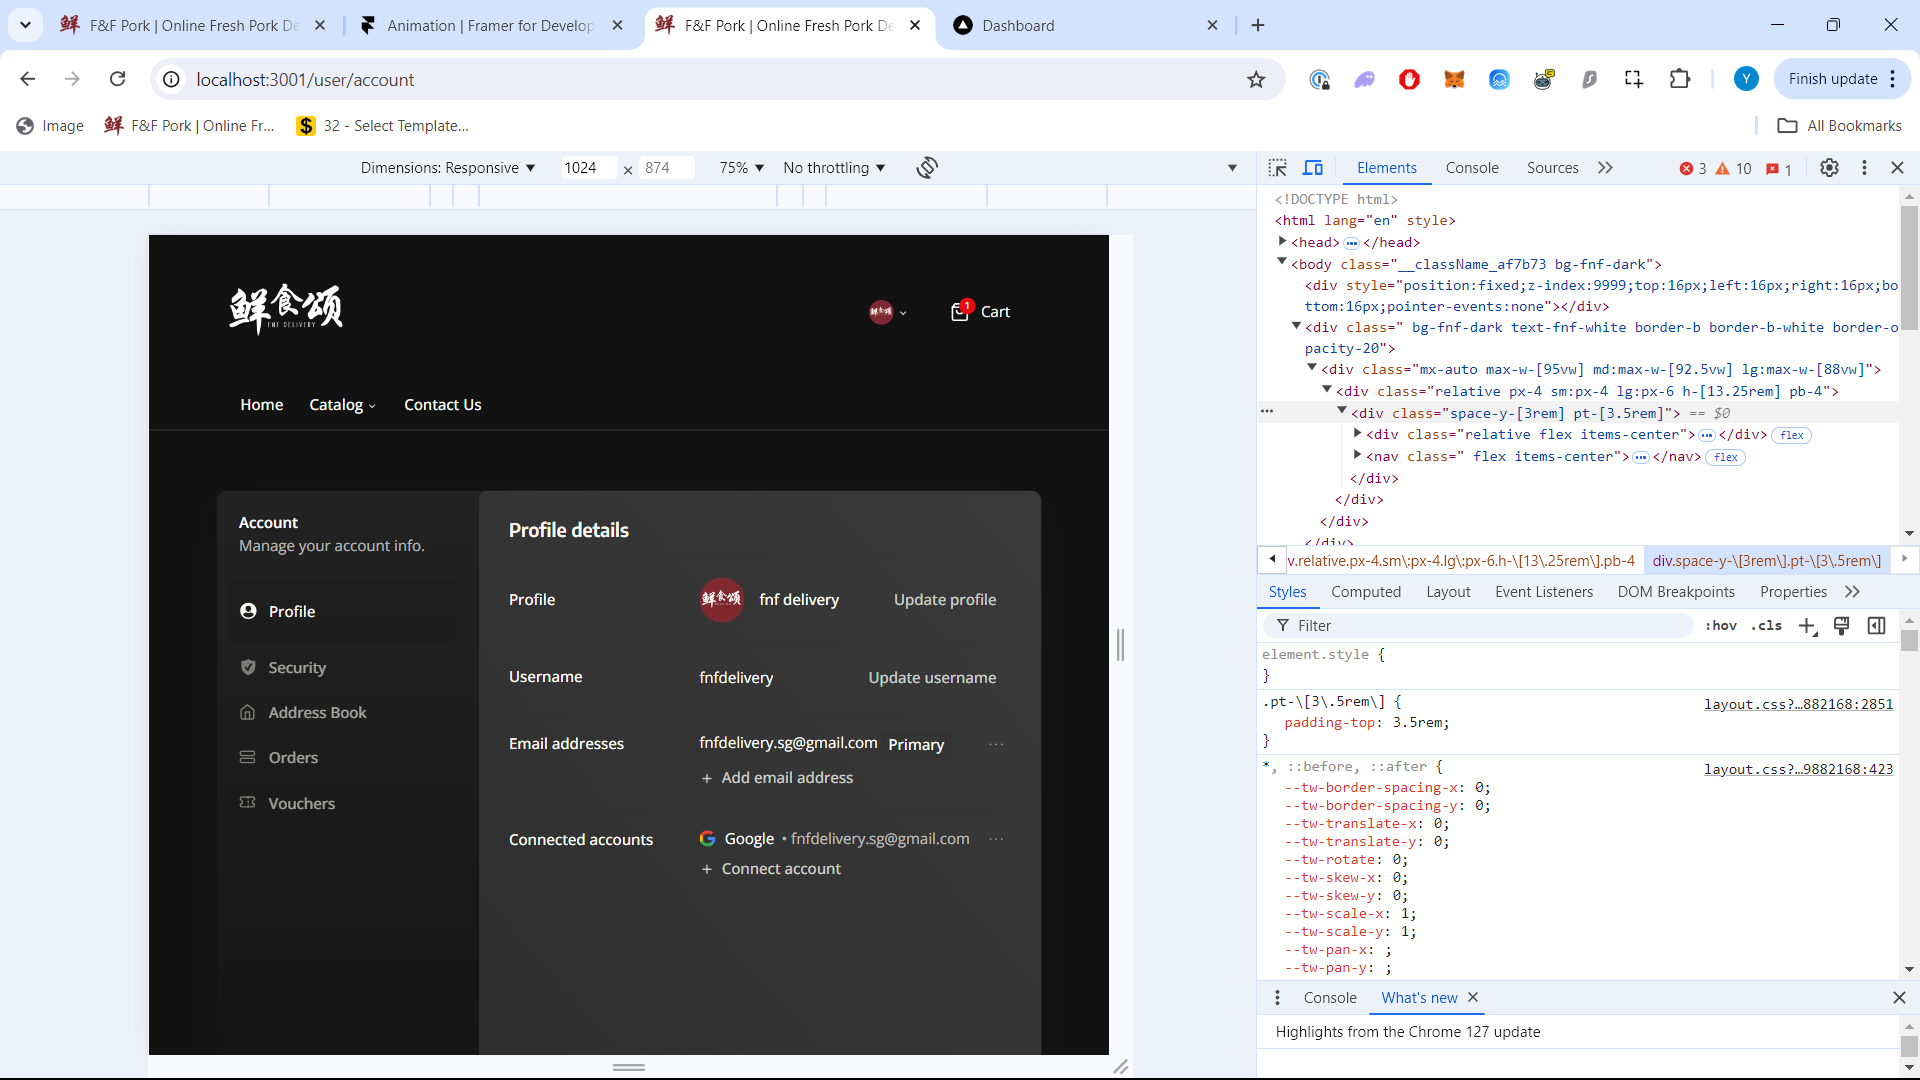 F&F Pork | Online Fresh Pork De
Animation | Framer for Develop
F&F Pork | Online Fresh Pork De
Dashboard
localhost:3001/user/account
Y
Finish update
Image
鲜 F&F Pork | Online Fr...
$ 32 - Select Template...
All Bookmarks
Dimensions: Responsive
1024 × 874
75%
No throttling
Elements
Console
Sources
3
10
1
<!DOCTYPE html>
<html lang="en" style>
<head> ••• </head>
<body class="__className_af7b73 bg-fnf-dark">
<div style="position:fixed;z-index:9999;top:16px;left:16px;right:16px;bo
ttom:16px;pointer-events:none"></div>
<div class=" bg-fnf-dark text-fnf-white border-b border-b-white border-o
pacity-20">
<div class="mx-auto max-w-[95vw] md:max-w-[92.5vw] lg:max-w-[88vw]">
<div class="relative px-4 sm:px-4 lg:px-6 h-[13.25rem] pb-4">
<div class="space-y-[3rem] pt-[3.5rem]"> == $0
<div class="relative flex items-center"> ••• </div> flex
<nav class=" flex items-center"> ••• </nav> flex
</div>
</div>
</div>
</div>
v.relative.px-4.sm\:px-4.lg\:px-6.h-\[13\.25rem\].pb-4
div.space-y-\[3rem\].pt-\[3\.5rem\]
Styles
Computed
Layout
Event Listeners
DOM Breakpoints
Properties
Filter
:hov
.cls
element.style {
}
.pt-\[3\.5rem\] {
layout.css?…882168:2851
padding-top: 3.5rem;
}
*, ::before, ::after {
layout.css?…9882168:423
--tw-border-spacing-x: 0;
--tw-border-spacing-y: 0;
--tw-translate-x: 0;
--tw-translate-y: 0;
--tw-rotate: 0;
--tw-skew-x: 0;
--tw-skew-y: 0;
--tw-scale-x: 1;
--tw-scale-y: 1;
--tw-pan-x: ;
--tw-pan-y: ;
Console
What's new
Highlights from the Chrome 127 update
鲜食颂
FNF DELIVERY
鲜食颂
1
Cart
Home
Catalog
Contact Us
Account
Manage your account info.
Profile
Security
Address Book
Orders
Vouchers
Profile details
Profile
鲜食颂
fnf delivery
Update profile
Username
fnfdelivery
Update username
Email addresses
fnfdelivery.sg@gmail.com Primary
+ Add email address
Connected accounts
Google • fnfdelivery.sg@gmail.com
+ Connect account